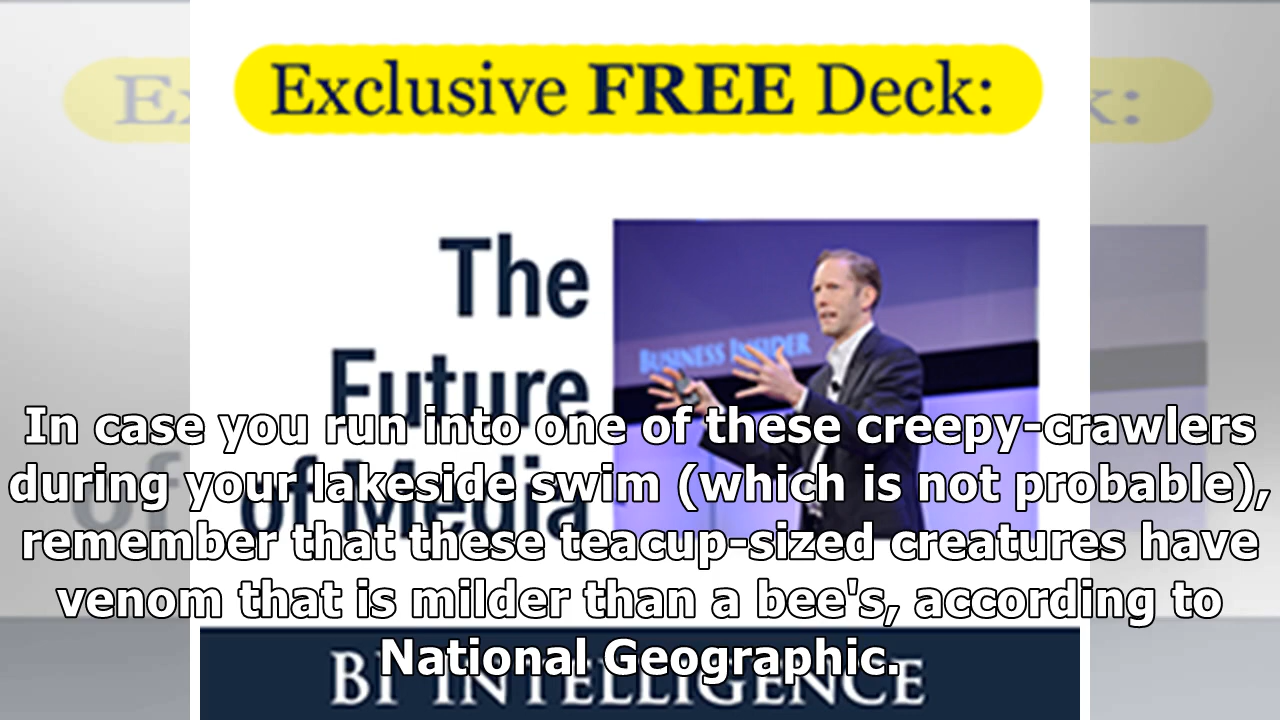 Exclusive FREE Deck:
The
Future
of Media
BUSINESS INSIDER
In case you run into one of these creepy-crawlers
during your lakeside swim (which is not probable),
remember that these teacup-sized creatures have
venom that is milder than a bee's, according to
National Geographic.
BI INTELLIGENCE
Ex
k:
of